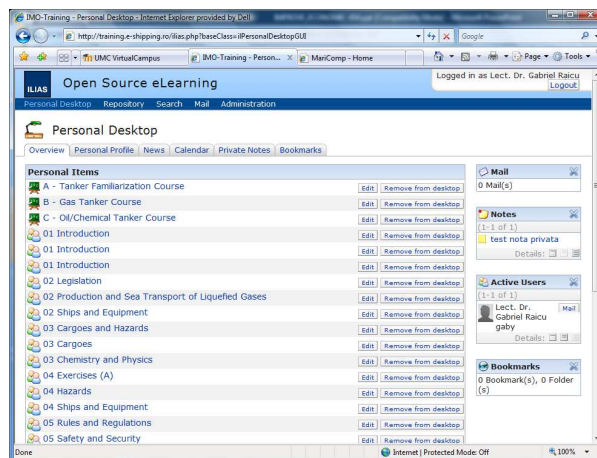 IMO-Training - Personal Desktop - Internet Explorer provided by Dell
http://training.e-shipping.ro/ilias.php?baseClass=ilPersonalDesktopGUI
Google
UMC VirtualCampus
IMO-Training - Person...
MariComp - Home
Page
Tools
ILIAS
Open Source eLearning
Logged in as Lect. Dr. Gabriel Raicu
Logout
Personal Desktop Repository Search Mail Administration
Personal Desktop
Overview Personal Profile News Calendar Private Notes Bookmarks
Personal Items
A - Tanker Familiarization Course Edit Remove from desktop
B - Gas Tanker Course Edit Remove from desktop
C - Oil/Chemical Tanker Course Edit Remove from desktop
01 Introduction Edit Remove from desktop
01 Introduction Edit Remove from desktop
01 Introduction Edit Remove from desktop
02 Legislation Edit Remove from desktop
02 Production and Sea Transport of Liquefied Gases Edit Remove from desktop
02 Ships and Equipment Edit Remove from desktop
03 Cargoes and Hazards Edit Remove from desktop
03 Cargoes Edit Remove from desktop
03 Chemistry and Physics Edit Remove from desktop
04 Exercises (A) Edit Remove from desktop
04 Hazards Edit Remove from desktop
04 Ships and Equipment Edit Remove from desktop
05 Rules and Regulations Edit Remove from desktop
05 Safety and Security Edit Remove from desktop
Mail
0 Mail(s)
Notes
(1-1 of 1)
test nota privata
Details:
Active Users
(1-1 of 1)
Lect. Dr. Mail
Gabriel Raicu
gaby
Details:
Bookmarks
0 Bookmark(s), 0 Folder
(s)
Done
Internet | Protected Mode: Off
100%